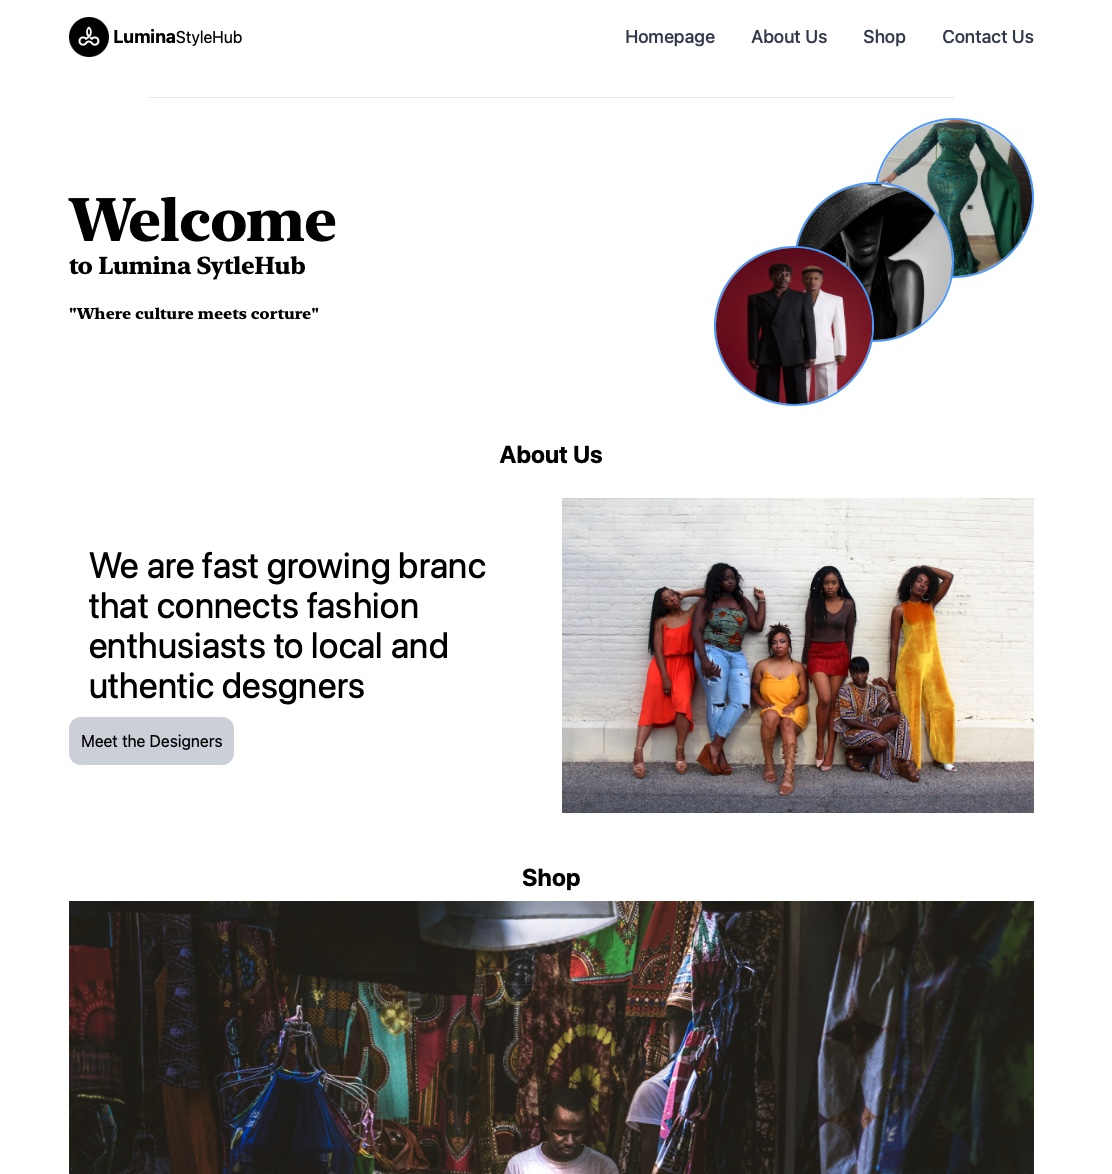 LuminaStyleHub
Homepage About Us Shop Contact Us
Welcome
to Lumina SytleHub
"Where culture meets corture"
About Us
We are fast growing branc
that connects fashion
enthusiasts to local and
uthentic desgners
Meet the Designers
Shop